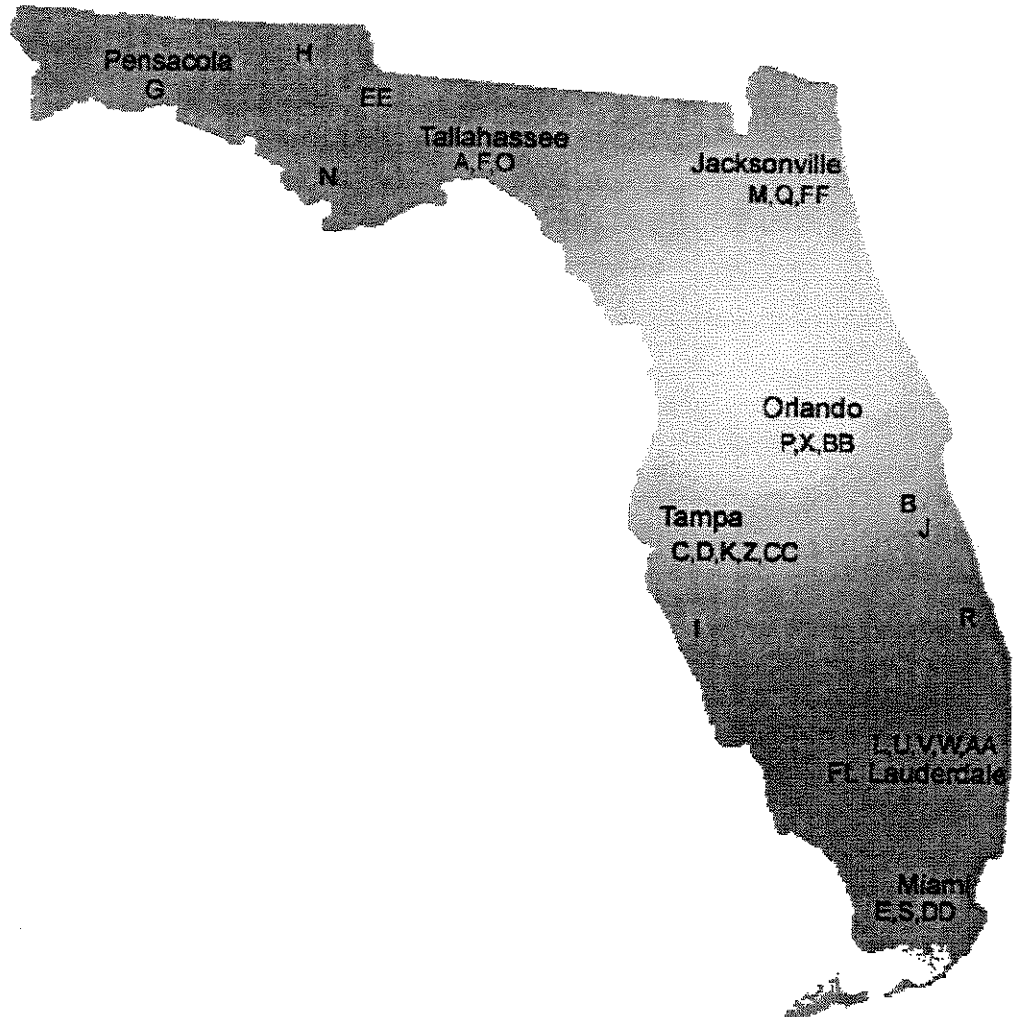 H
Pensacola
G
EE
Tallahassee
A,F,O
Jacksonville
N
M,Q,FF
Orlando
P,X,BB
B
Tampa
J
C,D,K,Z,CC
R
I
L,U,V,W,AA
Ft. Lauderdale
Miami
E,S,DD